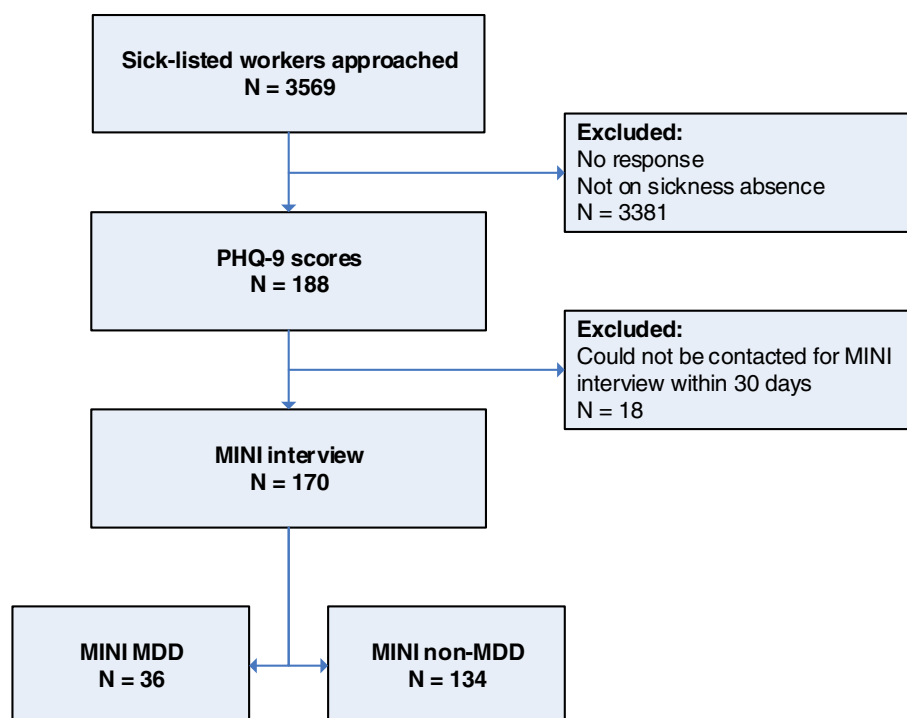 Sick-listed workers approached
N = 3569
Excluded:
No response
Not on sickness absence
N = 3381
PHQ-9 scores
N = 188
Excluded:
Could not be contacted for MINI
interview within 30 days
N = 18
MINI interview
N = 170
MINI MDD
N = 36
MINI non-MDD
N = 134